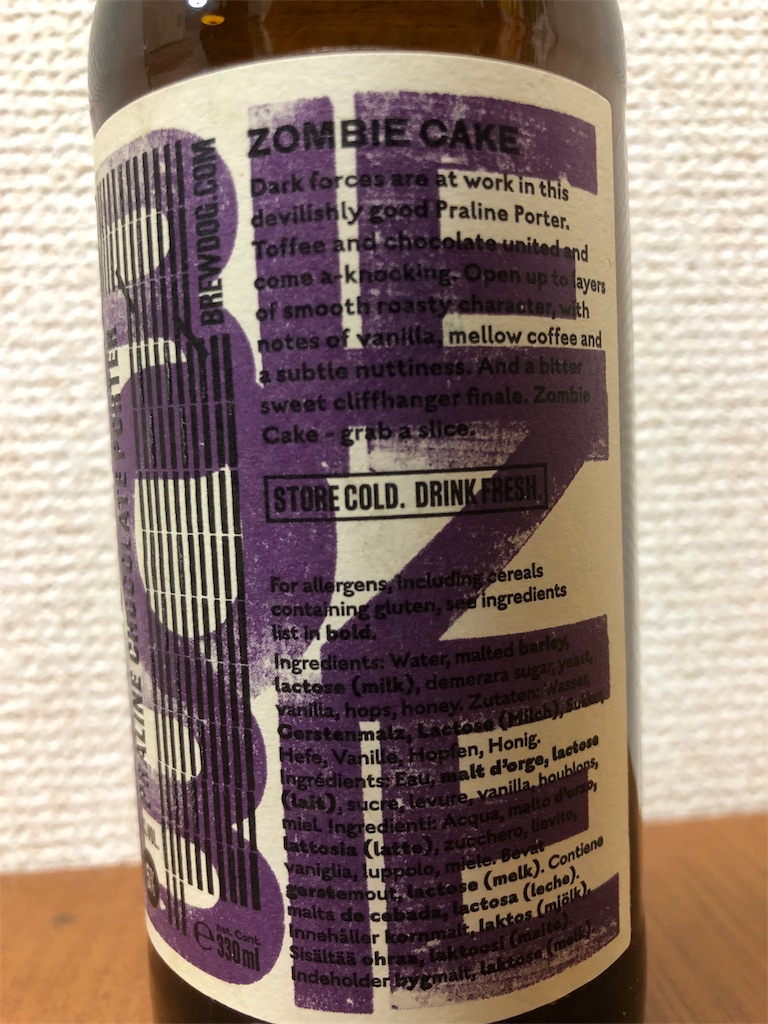 ZOMBIE CAKE
Dark forces are at work in this
devilishly good Praline Porter.
Toffee and chocolate united and
come a-knocking. Open up to layers
of smooth roasty character, with
notes of vanilla, mellow coffee and
a subtle nuttiness. And a bitter
sweet cliffhanger finale. Zombie
Cake - grab a slice.
STORE COLD. DRINK FRESH.
For allergens, including cereals
containing gluten, see ingredients
list in bold.
Ingredients: Water, malted barley,
lactose (milk), demerara sugar, yeast,
vanilla, hops, honey. Zutaten: Wasser,
Gerstenmalz, Lactose (Milch), Sukker,
Hefe, Vanille, Hopfen, Honig.
Ingrédients: Eau, malt d'orge, lactose
(lait), sucre, levure, vanilla, houblons,
miel. Ingredienti: Acqua, malto d'orzo,
lattosia (latte), zucchero, lievito,
vaniglia, luppolo, miele. Bevat
gerstemout, lactose (melk). Contiene
malta de cebada, lactosa (leche).
Innehåller kornmalt, laktos (mjölk).
Sisältää ohraa, laktoosi (maito).
Indeholder bygmalt, laktose (melk).
BREWDOG.COM
PRALINE CHOCOLATE PORTER
Net. Cont.
e 330ml